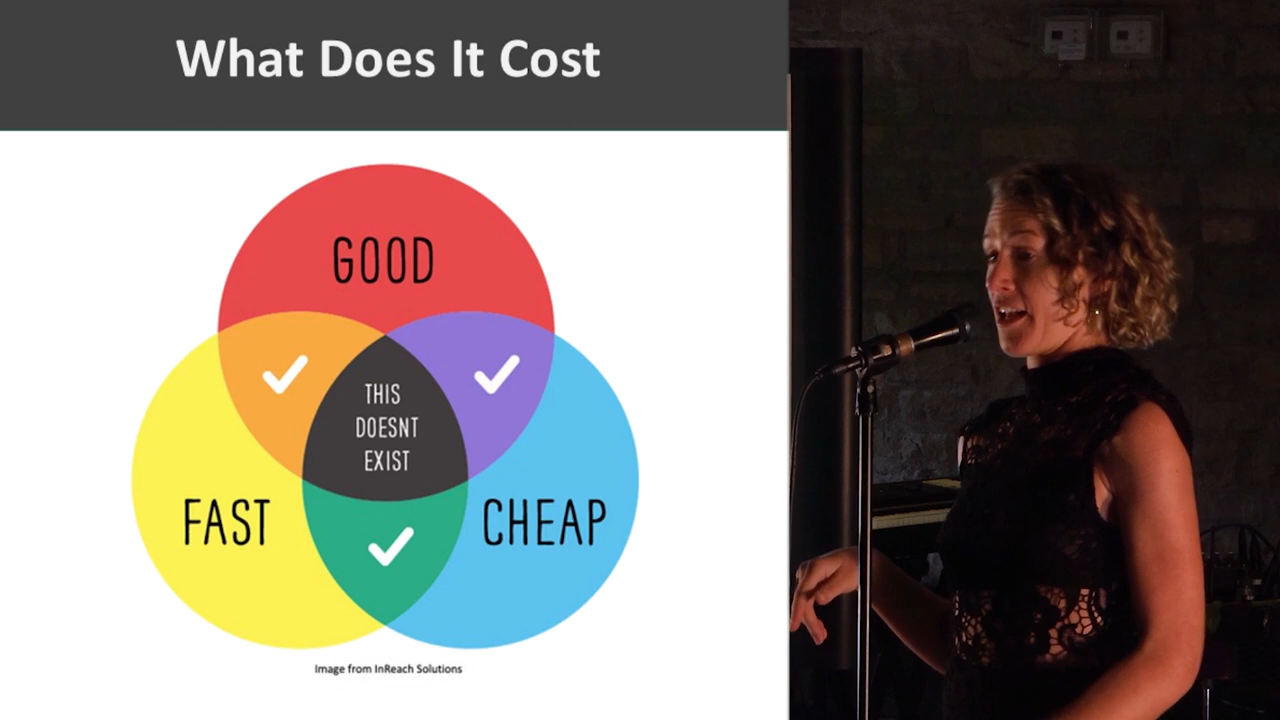 What Does It Cost
GOOD
THIS
DOESNT
EXIST
FAST
CHEAP
Image from InReach Solutions